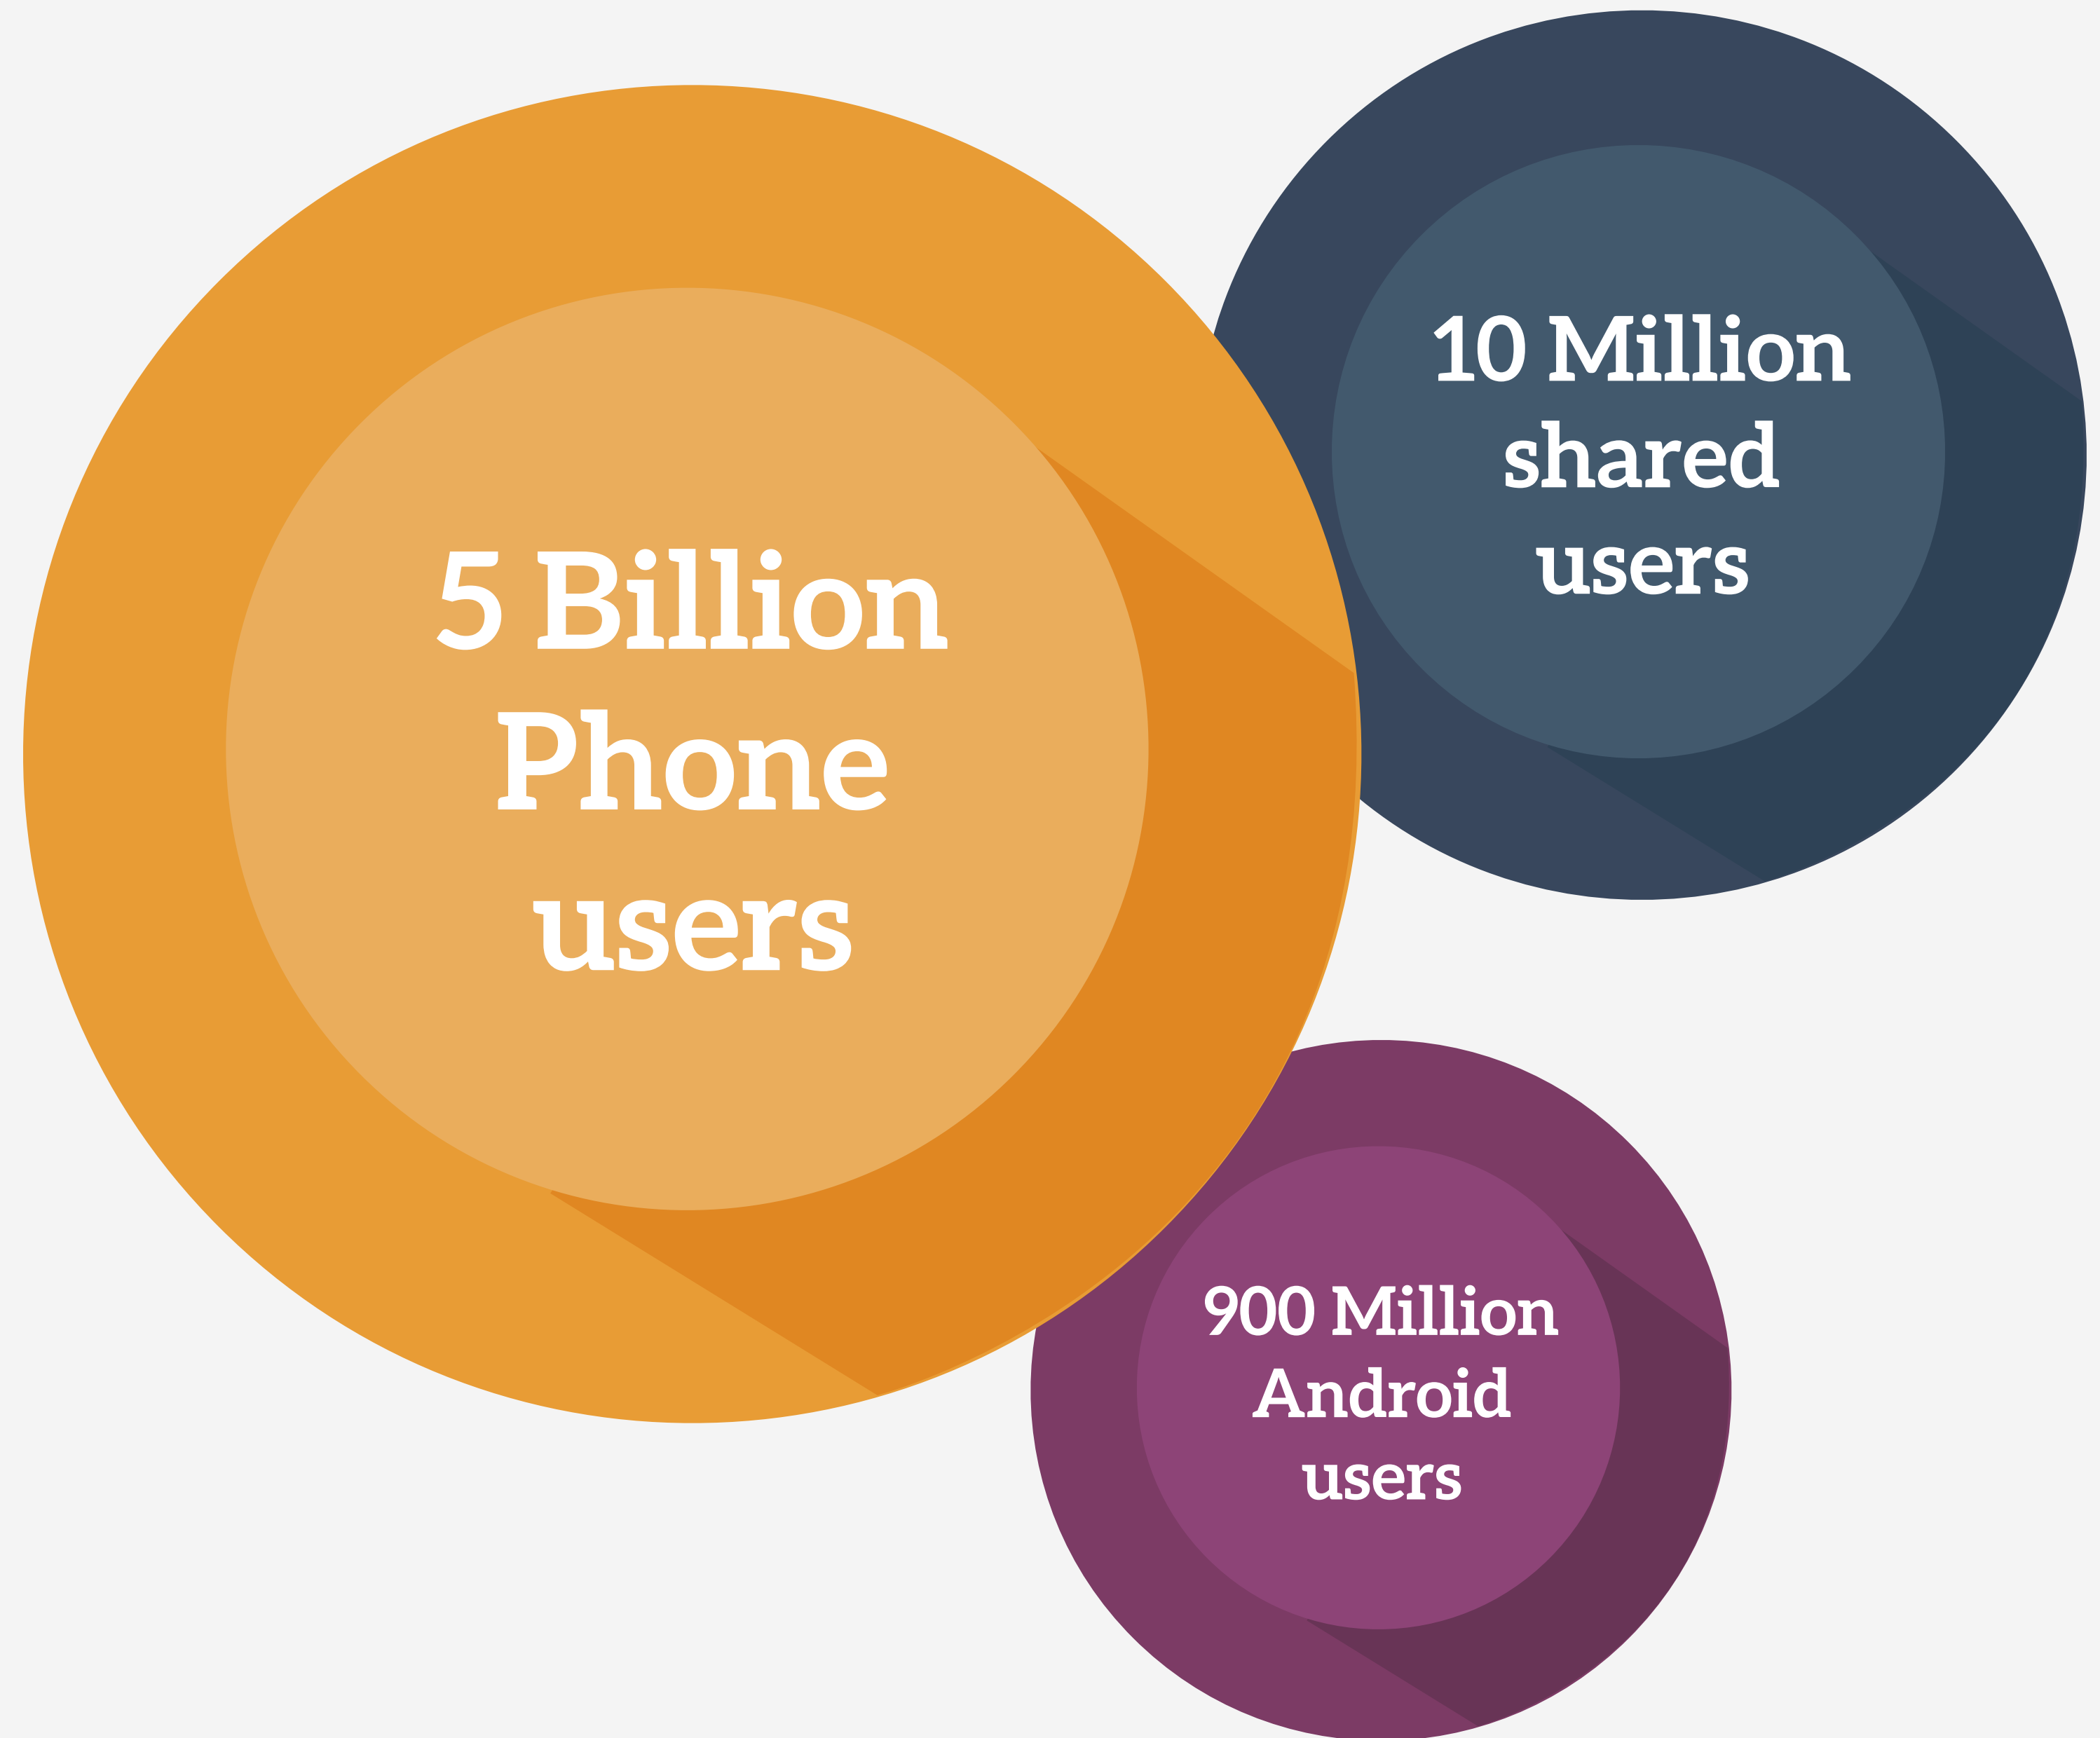 5 Billion
Phone
users
10 Million
shared
users
900 Million
Android
users